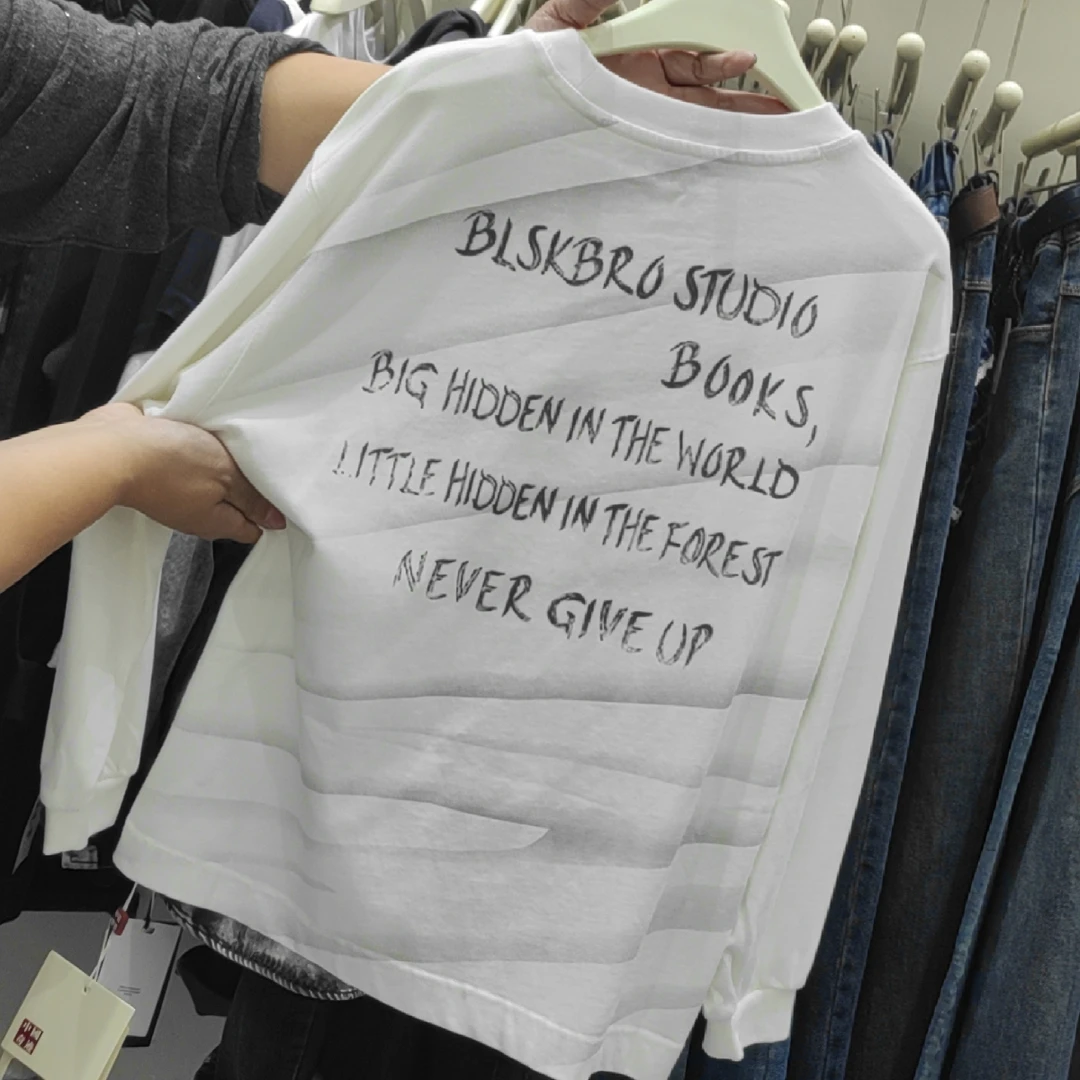 BLSKBRO STUDIO
BOOKS,
BIG HIDDEN IN THE WORLD
LITTLE HIDDEN IN THE FOREST
NEVER GIVE UP